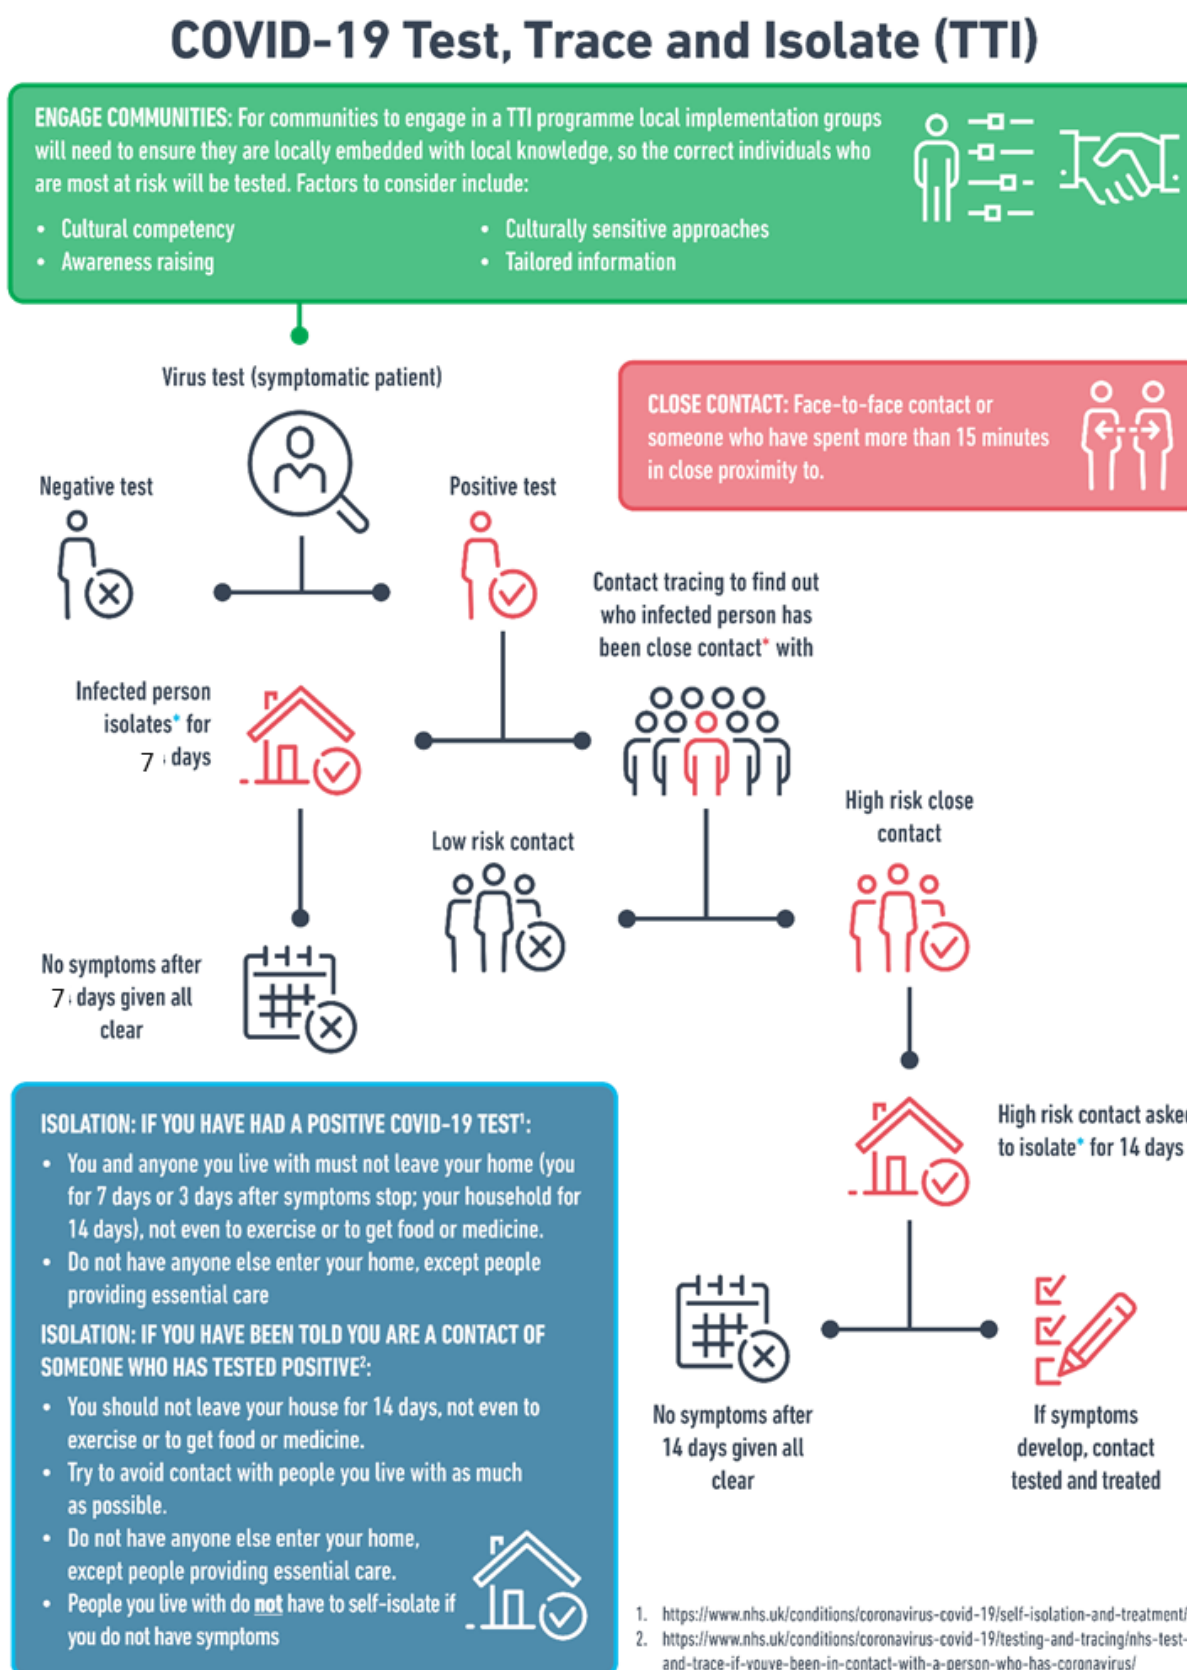 COVID-19 Test, Trace and Isolate (TTI)
ENGAGE COMMUNITIES: For communities to engage in a TTI programme local implementation groups
will need to ensure they are locally embedded with local knowledge, so the correct individuals who
are most at risk will be tested. Factors to consider include:
• Cultural competency
• Awareness raising
• Culturally sensitive approaches
• Tailored information
Virus test (symptomatic patient)
CLOSE CONTACT: Face-to-face contact or
someone who have spent more than 15 minutes
in close proximity to.
Negative test
Positive test
Contact tracing to find out
who infected person has
been close contact* with
Infected person
isolates* for
7 days
High risk close
contact
Low risk contact
No symptoms after
7 days given all
clear
High risk contact asked
to isolate* for 14 days
ISOLATION: IF YOU HAVE HAD A POSITIVE COVID-19 TEST¹:
• You and anyone you live with must not leave your home (you
for 7 days or 3 days after symptoms stop; your household for
14 days), not even to exercise or to get food or medicine.
• Do not have anyone else enter your home, except people
providing essential care
ISOLATION: IF YOU HAVE BEEN TOLD YOU ARE A CONTACT OF
SOMEONE WHO HAS TESTED POSITIVE²:
• You should not leave your house for 14 days, not even to
exercise or to get food or medicine.
• Try to avoid contact with people you live with as much
as possible.
• Do not have anyone else enter your home,
except people providing essential care.
• People you live with do not have to self-isolate if
you do not have symptoms
No symptoms after
14 days given all
clear
If symptoms
develop, contact
tested and treated
1. https://www.nhs.uk/conditions/coronavirus-covid-19/self-isolation-and-treatment/
2. https://www.nhs.uk/conditions/coronavirus-covid-19/testing-and-tracing/nhs-test-
and-trace-if-youve-been-in-contact-with-a-person-who-has-coronavirus/